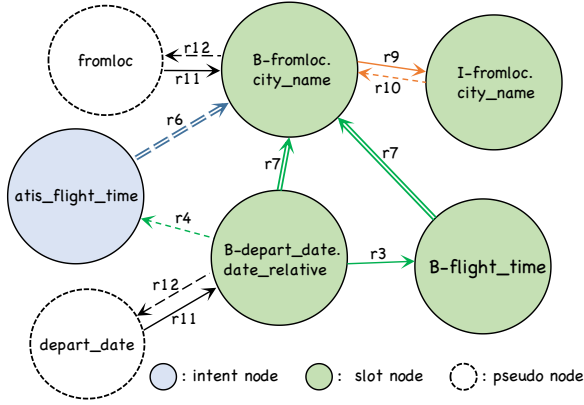 fromloc
r12
r11
B-fromloc.
city_name
r9
r10
I-fromloc.
city_name
r6
r7
r7
atis_flight_time
r4
B-depart_date.
date_relative
r3
B-flight_time
r12
r11
depart_date
: intent node
: slot node
: pseudo node